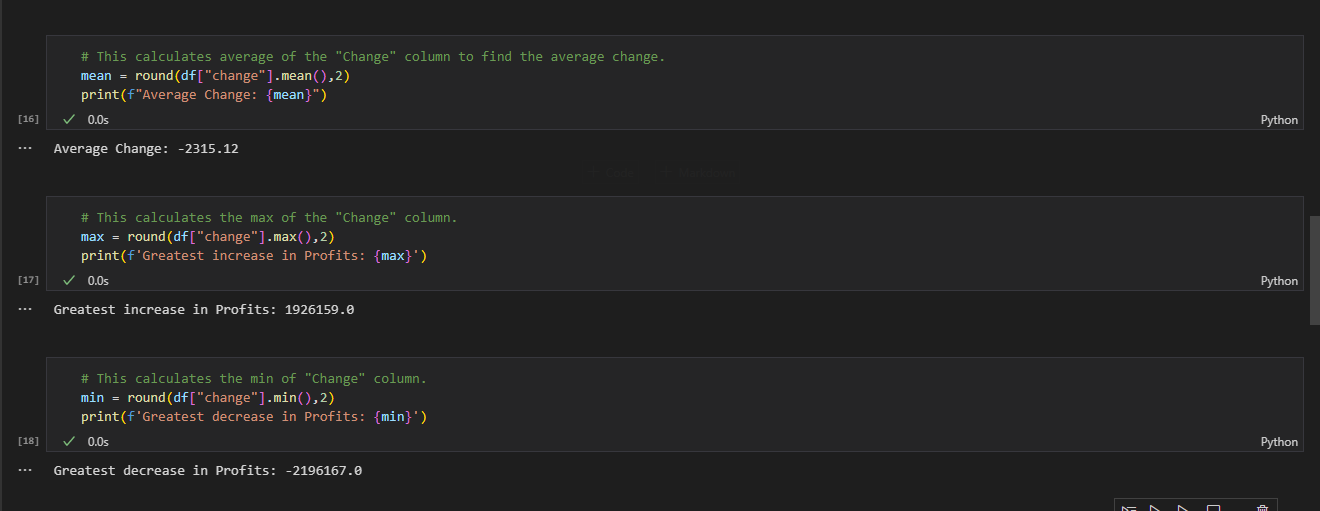 # This calculates average of the "Change" column to find the average change.
mean = round(df["change"].mean(),2)
print(f"Average Change: {mean}")
[16]
0.0s
Python
... Average Change: -2315.12
# This calculates the max of the "Change" column.
max = round(df["change"].max(),2)
print(f'Greatest increase in Profits: {max}')
[17]
0.0s
Python
... Greatest increase in Profits: 1926159.0
# This calculates the min of "Change" column.
min = round(df["change"].min(),2)
print(f'Greatest decrease in Profits: {min}')
[18]
0.0s
Python
... Greatest decrease in Profits: -2196167.0